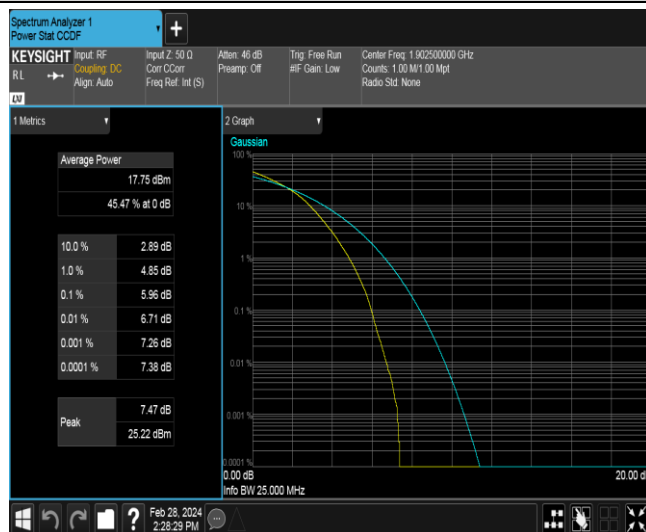 Spectrum Analyzer 1
Power Stat CCDF
+
KEYSIGHT
RL
LXI
Input: RF
Coupling: DC
Align: Auto
Input Z: 50 Ω
Corr CCorr
Freq Ref: Int (S)
Atten: 46 dB
Preamp: Off
Trig: Free Run
#IF Gain: Low
Center Freq: 1.902500000 GHz
Counts: 1.00 M/1.00 Mpt
Radio Std: None
1 Metrics
Average Power
17.75 dBm
45.47 % at 0 dB
10.0 % 2.89 dB
1.0 % 4.85 dB
0.1 % 5.96 dB
0.01 % 6.71 dB
0.001 % 7.26 dB
0.0001 % 7.38 dB
Peak
7.47 dB
25.22 dBm
2 Graph
Gaussian
100 %
10 %
1 %
0.1 %
0.01 %
0.001 %
0.0001 %
0.00 dB
20.00 d
Info BW 25.000 MHz
?
Feb 28, 2024
2:28:29 PM